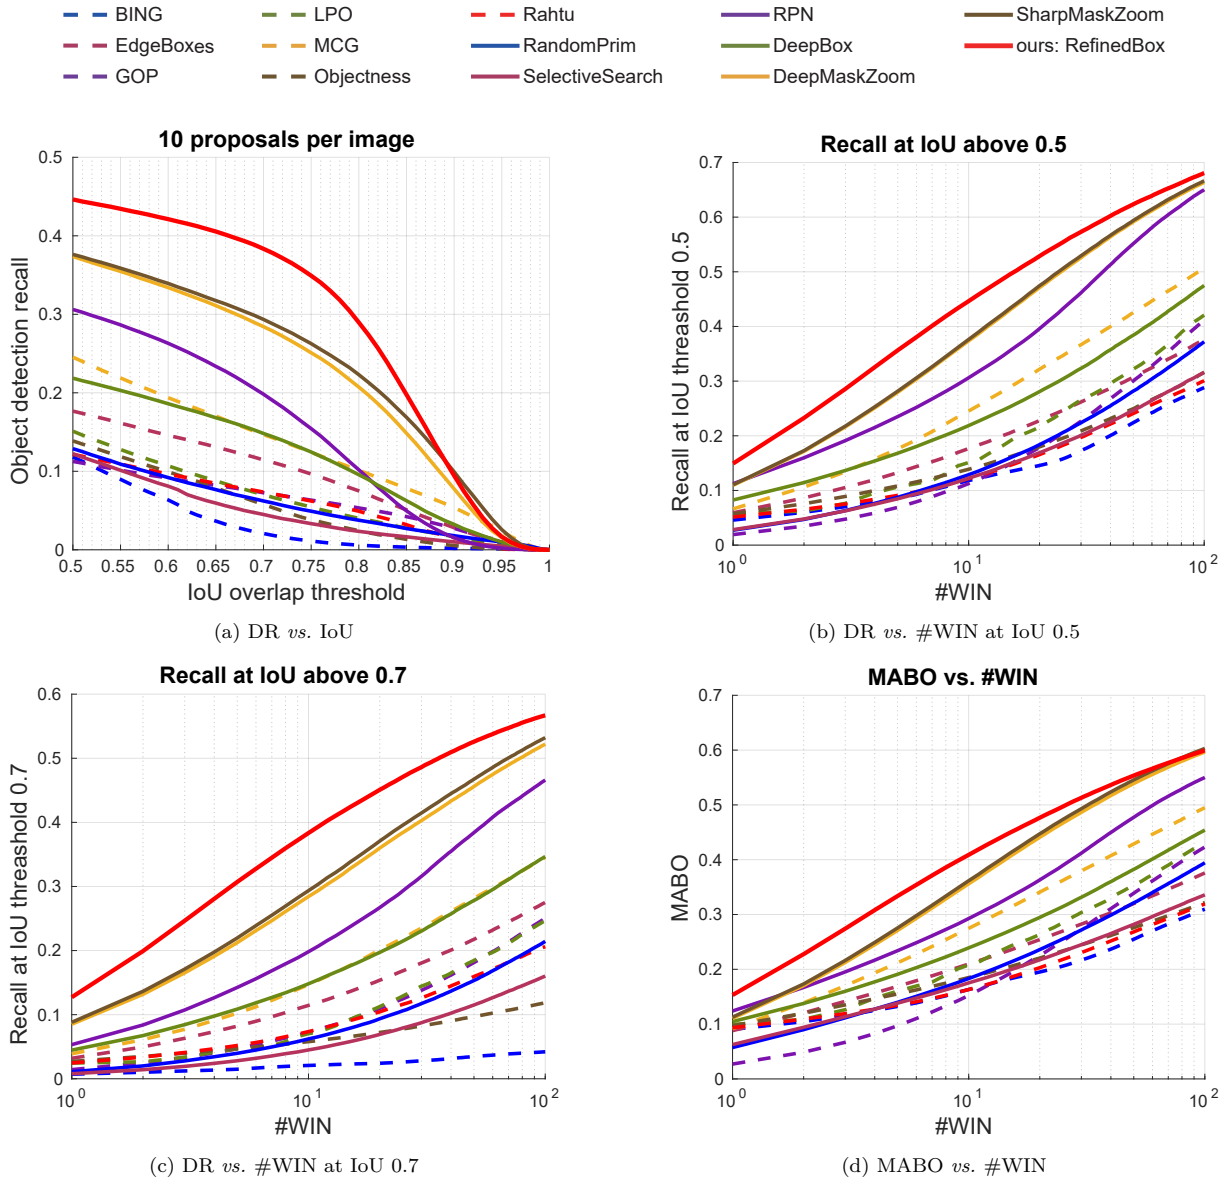 BING LPO Rahtu RPN SharpMaskZoom
EdgeBoxes MCG RandomPrim DeepBox ours: RefinedBox
GOP Objectness SelectiveSearch DeepMaskZoom
10 proposals per image
Object detection recall
0.5
0.4
0.3
0.2
0.1
0
0.5 0.55 0.6 0.65 0.7 0.75 0.8 0.85 0.9 0.95 1
IoU overlap threshold
(a) DR vs. IoU
Recall at IoU above 0.5
Recall at IoU threashold 0.5
0.7
0.6
0.5
0.4
0.3
0.2
0.1
0
10^0 10^1 10^2
#WIN
(b) DR vs. #WIN at IoU 0.5
Recall at IoU above 0.7
Recall at IoU threashold 0.7
0.6
0.5
0.4
0.3
0.2
0.1
0
10^0 10^1 10^2
#WIN
(c) DR vs. #WIN at IoU 0.7
MABO vs. #WIN
MABO
0.7
0.6
0.5
0.4
0.3
0.2
0.1
0
10^0 10^1 10^2
#WIN
(d) MABO vs. #WIN